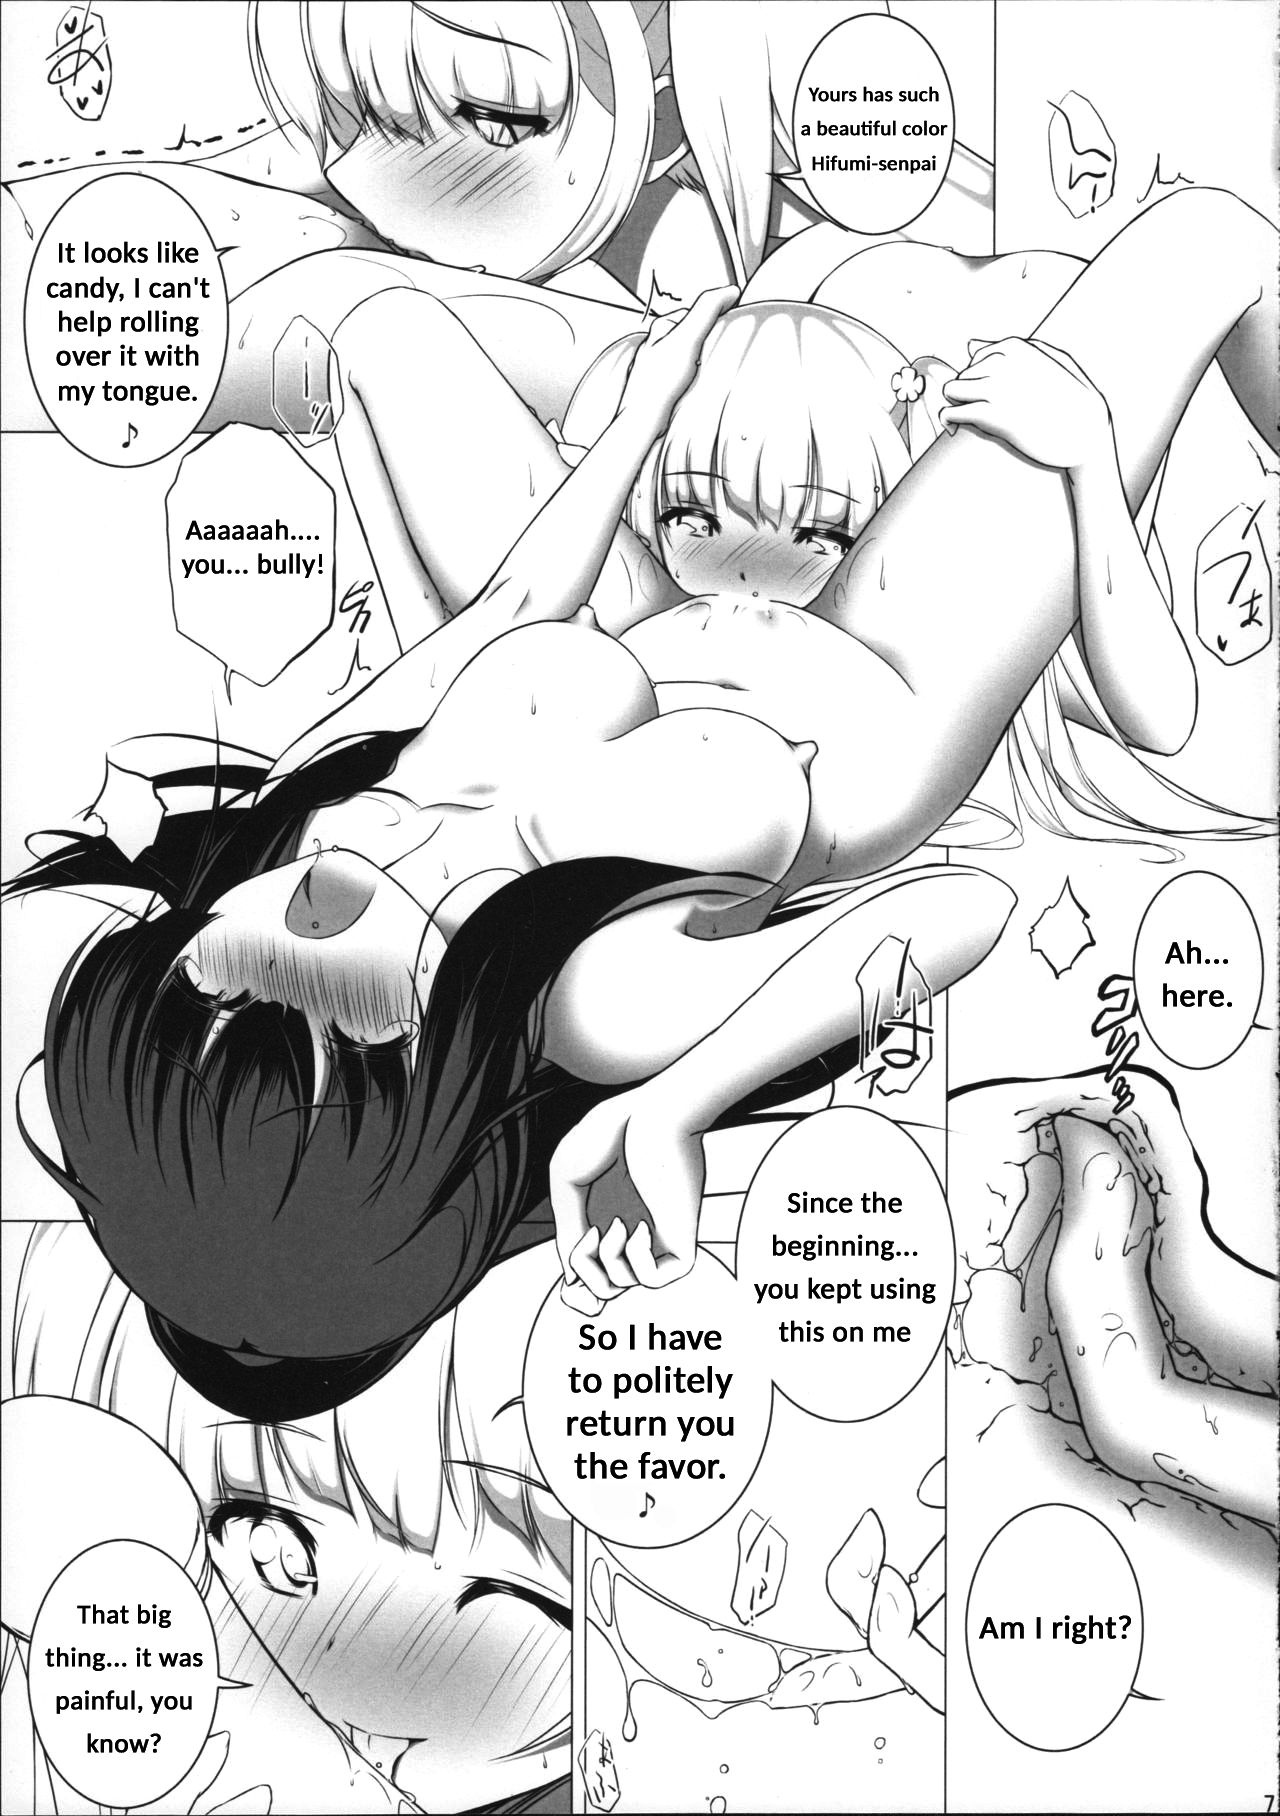 Yours has such
a beautiful color
Hifumi-senpai
It looks like
candy, I can't
help rolling
over it with
my tongue.
♪
Aaaaaah....
you... bully!
Ah...
here.
Since the
beginning...
you kept using
this on me
So I have
to politely
return you
the favor.
♪
Am I right?
That big
thing... it was
painful, you
know?
7